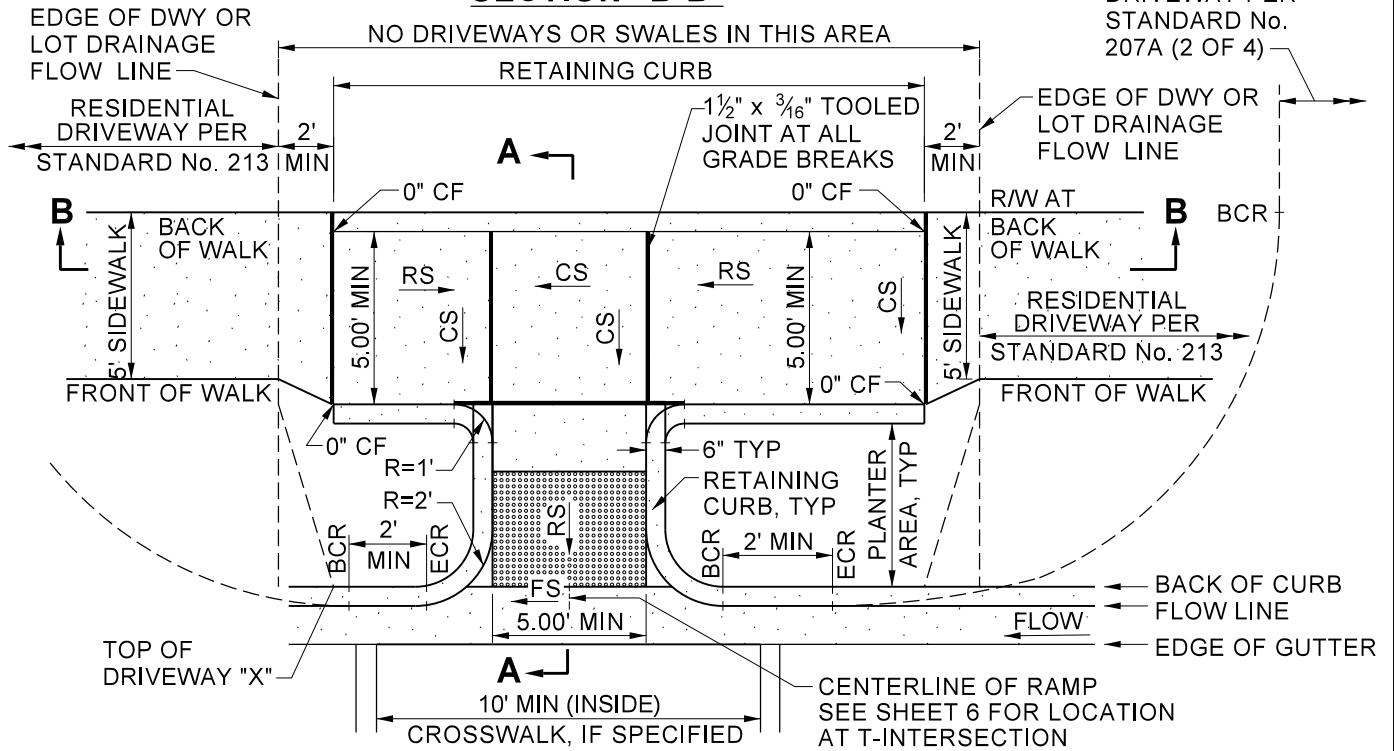 SECTION B-B
EDGE OF DWY OR
LOT DRAINAGE
FLOW LINE
NO DRIVEWAYS OR SWALES IN THIS AREA
DRIVEWAY PER
STANDARD No.
207A (2 OF 4)
RETAINING CURB
RESIDENTIAL
DRIVEWAY PER
STANDARD No. 213
2'
MIN
1½" x 3⁄16" TOOLED
JOINT AT ALL
GRADE BREAKS
2'
MIN
EDGE OF DWY OR
LOT DRAINAGE
FLOW LINE
A
0" CF
0" CF
R/W AT
BACK
OF WALK
B
BACK
OF WALK
B
BCR
5' SIDEWALK
5.00' MIN
RS
CS
CS
CS
RS
5.00' MIN
CS
5' SIDEWALK
RESIDENTIAL
DRIVEWAY PER
STANDARD No. 213
FRONT OF WALK
0" CF
FRONT OF WALK
0" CF
R=1'
R=2'
6" TYP
RETAINING
CURB, TYP
PLANTER
AREA, TYP
RS
BCR
2'
MIN
ECR
BCR
2' MIN
ECR
FS
5.00' MIN
BACK OF CURB
FLOW LINE
FLOW
EDGE OF GUTTER
TOP OF
DRIVEWAY "X"
A
10' MIN (INSIDE)
CROSSWALK, IF SPECIFIED
CENTERLINE OF RAMP
SEE SHEET 6 FOR LOCATION
AT T-INTERSECTION